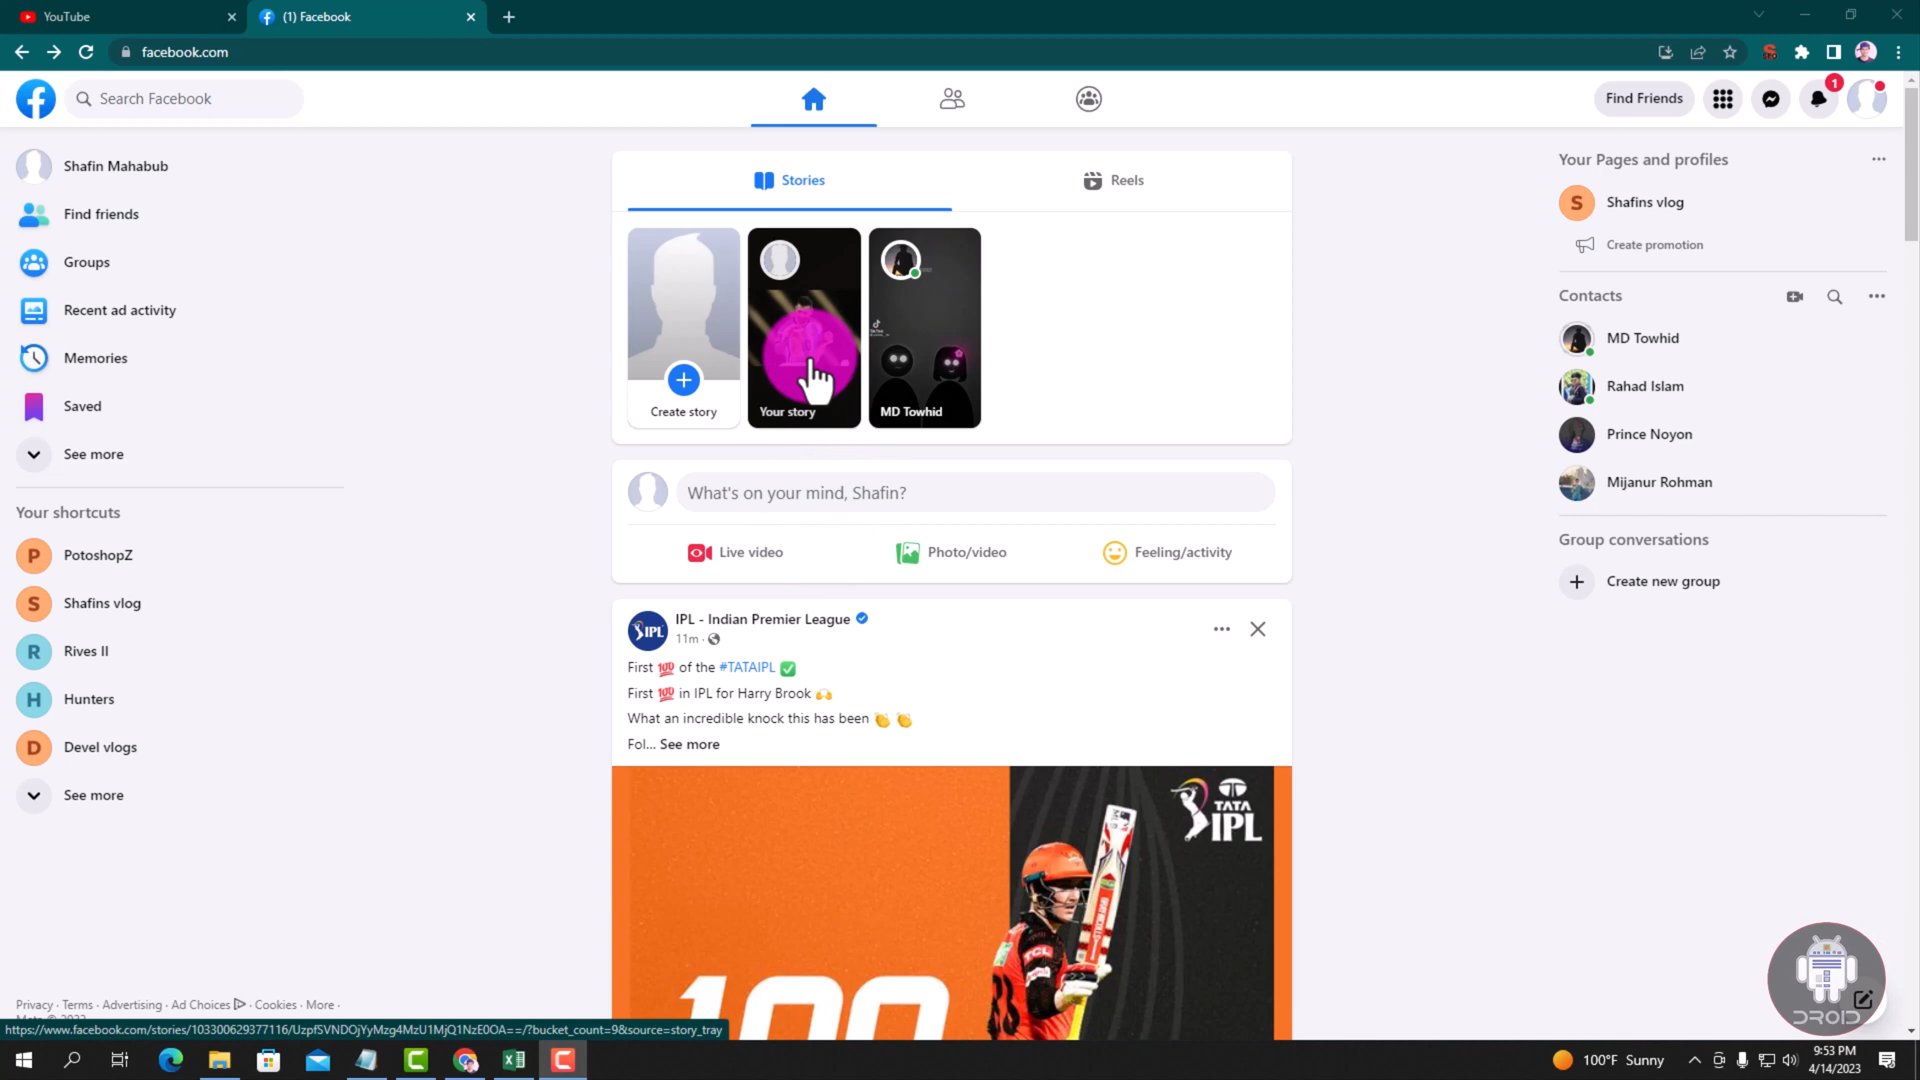 YouTube
(1) Facebook
facebook.com
Search Facebook
Find Friends
1
Shafin Mahabub
Find friends
Groups
Recent ad activity
Memories
Saved
See more
Your shortcuts
P PotoshopZ
S Shafins vlog
R Rives II
H Hunters
D Devel vlogs
See more
Privacy · Terms · Advertising · Ad Choices · Cookies · More ·
https://www.facebook.com/stories/103300629377116/UzpfSVNDOjYyMzg4MzU1MjQ1NzE0OA==/?bucket_count=9&source=story_tray
Stories
Reels
Create story
Your story
MD Towhid
What's on your mind, Shafin?
Live video
Photo/video
Feeling/activity
IPL
IPL - Indian Premier League
11m ·
First 💯 of the #TATAIPL ✅
First 💯 in IPL for Harry Brook 🙌
What an incredible knock this has been 👏 👏
Fol... See more
TATA
IPL
TCL
100
Your Pages and profiles
S Shafins vlog
Create promotion
Contacts
MD Towhid
Rahad Islam
Prince Noyon
Mijanur Rohman
Group conversations
Create new group
DROID
100°F Sunny
9:53 PM
4/14/2023